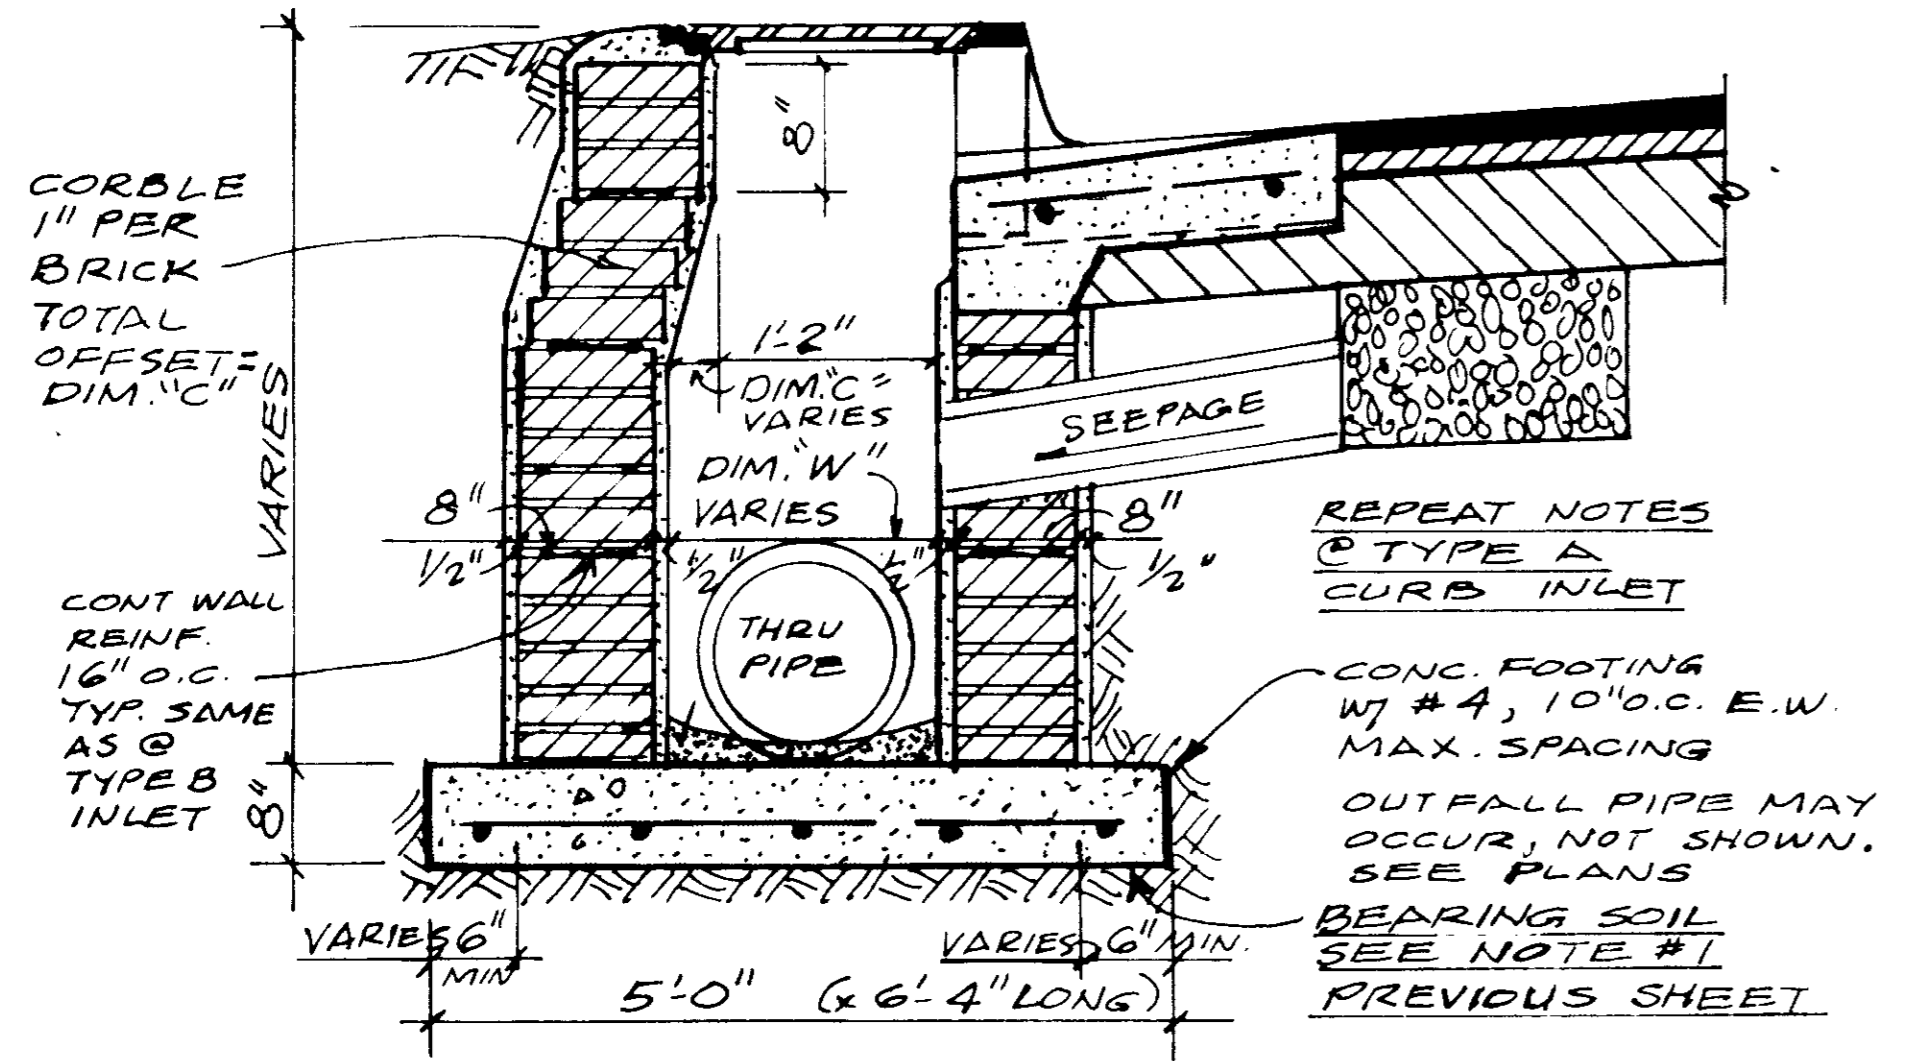 8"
CORBLE
1" PER
BRICK
TOTAL
OFFSET =
DIM. "C"
VARIES
1'-2"
DIM. "C" =
VARIES
SEEPAGE
DIM. "W"
VARIES
8"
1/2"
1/2"
1/2"
8"
1/2"
REPEAT NOTES
@ TYPE A
CURB INLET
CONT WALL
REINF.
16" O.C.
TYP. SAME
AS @
TYPE B
INLET
8"
THRU
PIPE
CONC. FOOTING
W/ #4, 10" O.C. E.W.
MAX. SPACING
OUTFALL PIPE MAY
OCCUR, NOT SHOWN.
SEE PLANS
BEARING SOIL
SEE NOTE #1
PREVIOUS SHEET
VARIES 6"
MIN
VARIES, 6" MIN.
5'-0" (x 6'-4" LONG)